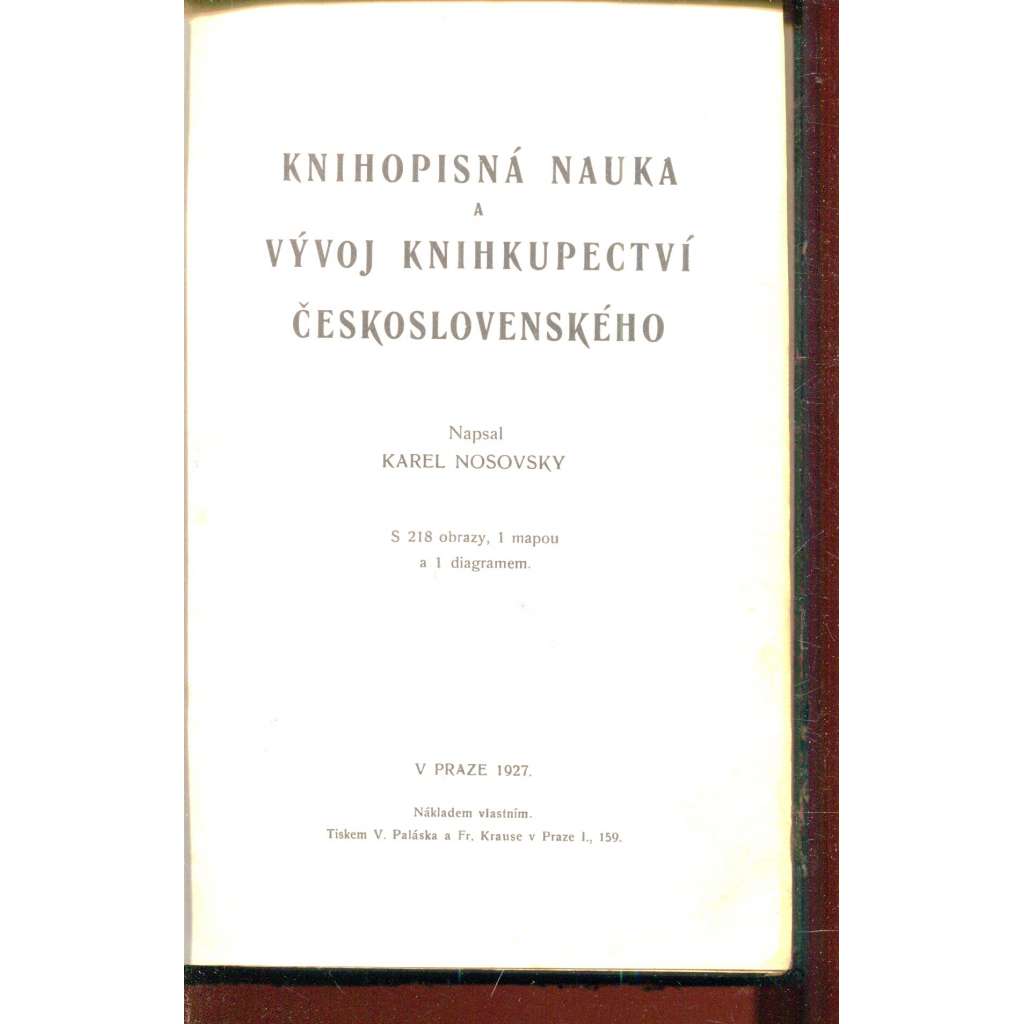 KNIHOPISNÁ NAUKA
A
VÝVOJ KNIHKUPECTVÍ
ČESKOSLOVENSKÉHO
Napsal
KAREL NOSOVSKY
S 218 obrazy, 1 mapou
a 1 diagramem.
V PRAZE 1927.
Nákladem vlastním.
Tiskem V. Paláska a Fr. Krause v Praze I., 159.